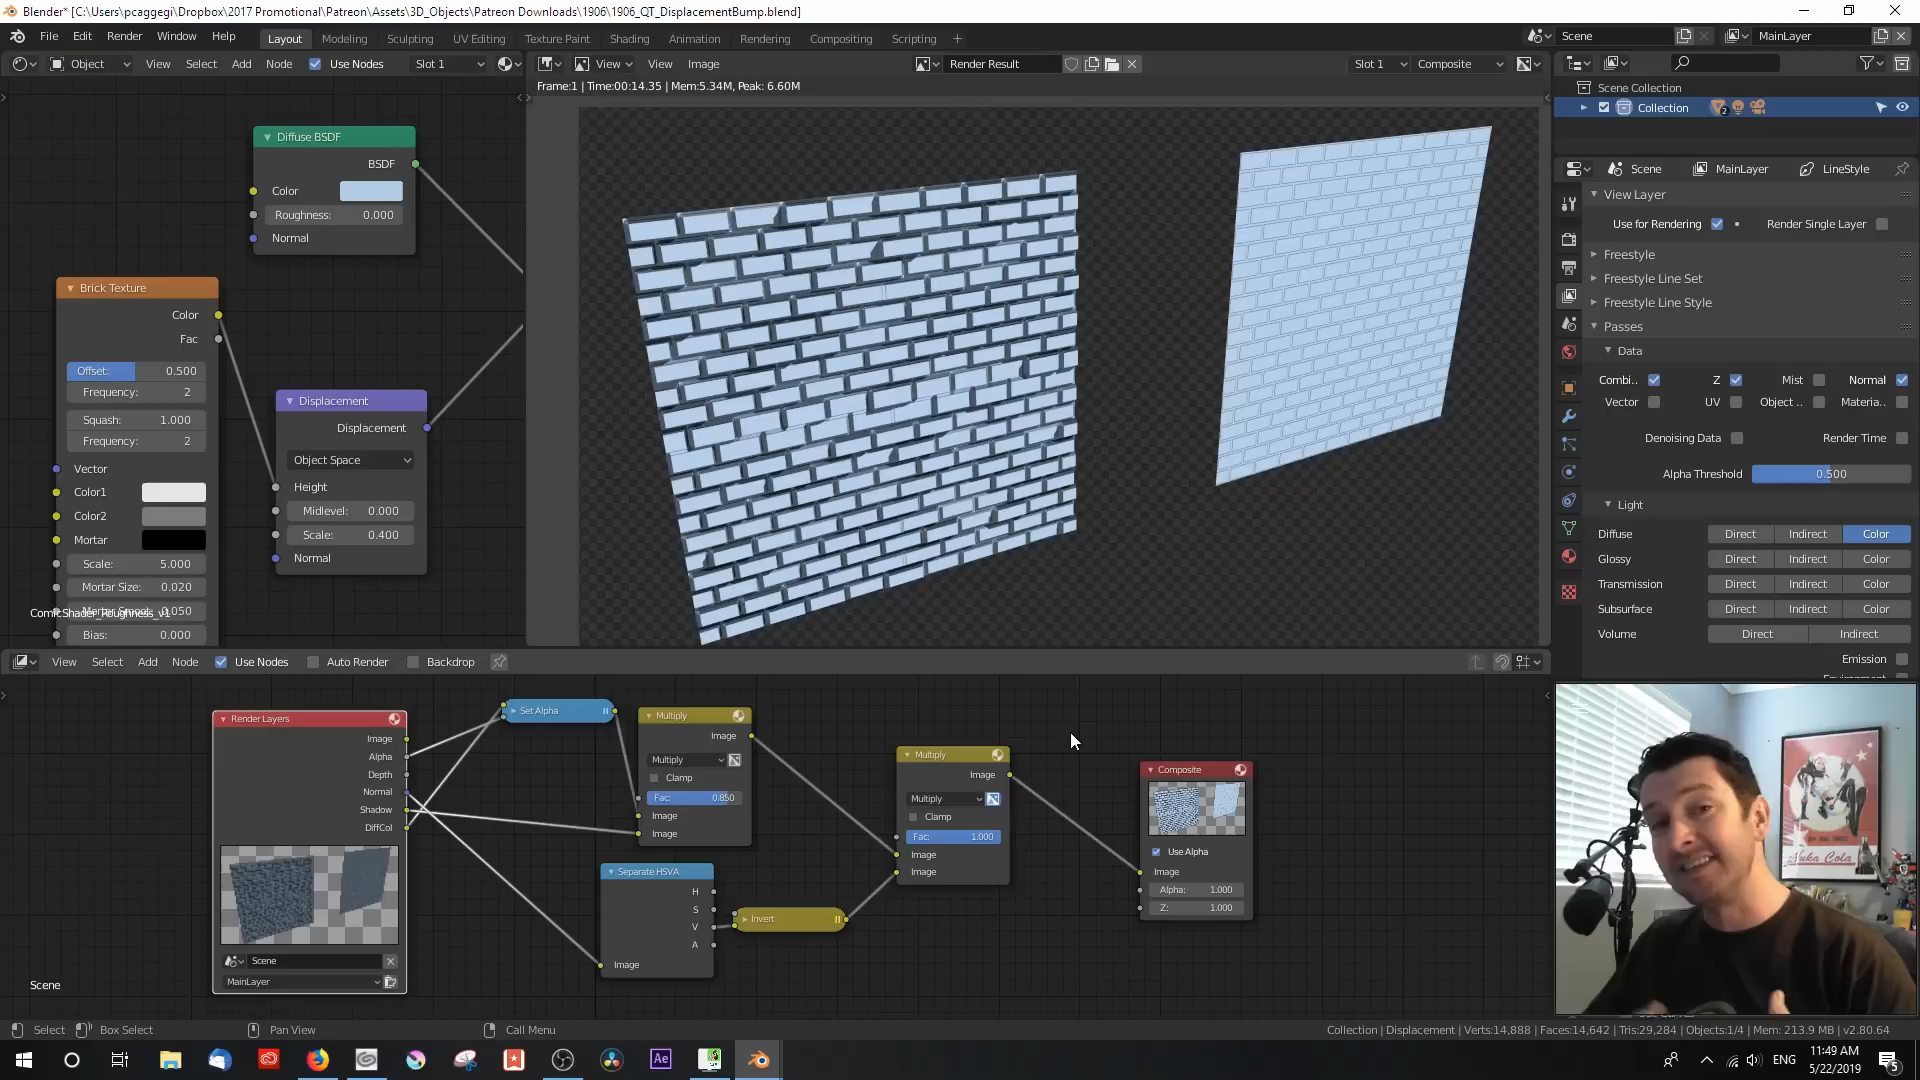 Blender* [C:\Users\pcaggegi\Dropbox\2017 Promotional\Patreon\Assets\3D_Objects\Patreon Downloads\1906\1906_QT_DisplacementBump.blend]
File Edit Render Window Help Layout Modeling Sculpting UV Editing Texture Paint Shading Animation Rendering Compositing Scripting + Scene MainLayer
Object View Select Add Node Use Nodes Slot 1 View View Image Render Result Slot 1 Composite
Frame:1 | Time:00:14.35 | Mem:5.34M, Peak: 6.60M
Scene Collection
Collection 2
Diffuse BSDF
BSDF
Color
Roughness: 0.000
Normal
Brick Texture
Color
Fac
Offset: 0.500
Frequency: 2
Squash: 1.000
Frequency: 2
Vector
Color1
Color2
Mortar
Scale: 5.000
Mortar Size: 0.020
Mortar Smoo: 0.050
ComicShader_Roughness_v1
Bias: 0.000
Displacement
Displacement
Object Space
Height
Midlevel: 0.000
Scale: 0.400
Normal
Scene MainLayer LineStyle
View Layer
Use for Rendering Render Single Layer
Freestyle
Freestyle Line Set
Freestyle Line Style
Passes
Data
Combi.. Z Mist Normal
Vector UV Object .. Materia..
Denoising Data Render Time
Alpha Threshold 0.500
Light
Diffuse Direct Indirect Color
Glossy Direct Indirect Color
Transmission Direct Indirect Color
Subsurface Direct Indirect Color
Volume Direct Indirect
Emission
View Select Add Node Use Nodes Auto Render Backdrop
Render Layers
Image
Alpha
Depth
Normal
Shadow
DiffCol
Scene
MainLayer
Set Alpha
Multiply
Image
Multiply
Clamp
Fac: 0.850
Image
Image
Separate HSVA
H
S
V
A
Image
Invert
Multiply
Image
Multiply
Clamp
Fac: 1.000
Image
Image
Composite
Use Alpha
Image
Alpha: 1.000
Z: 1.000
Nuka Cola
Scene
Select Box Select Pan View Call Menu Collection | Displacement | Verts:14,888 | Faces:14,642 | Tris:29,284 | Objects:1/4 | Mem: 213.9 MB | v2.80.64
Ae ENG 11:49 AM
5/22/2019 5